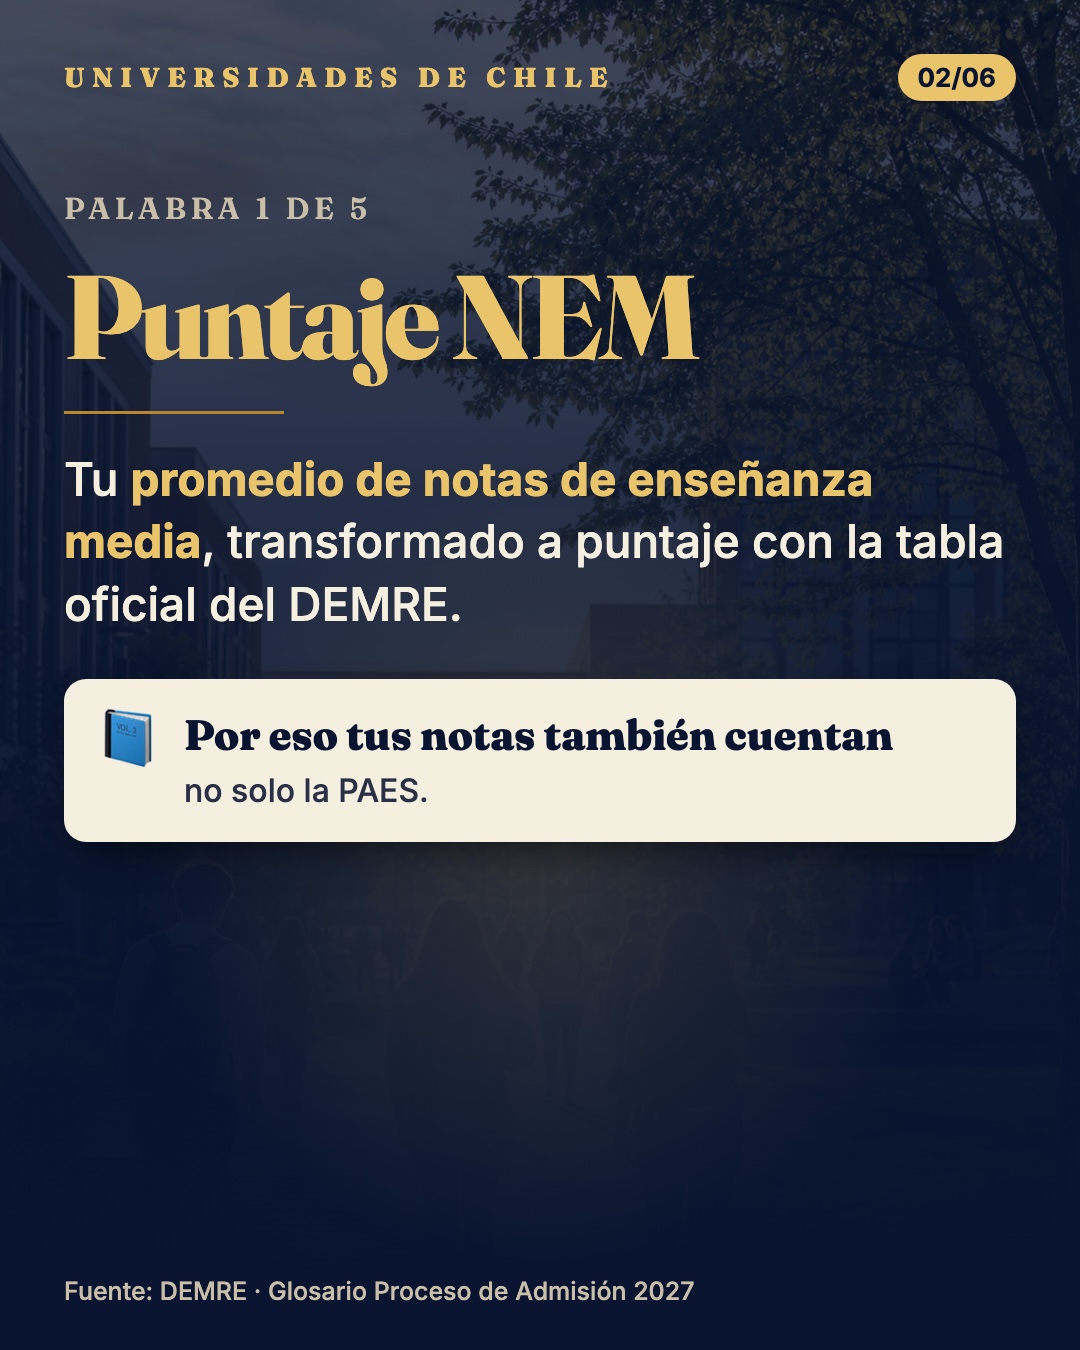 UNIVERSIDADES DE CHILE
02/06
PALABRA 1 DE 5
Puntaje NEM
Tu promedio de notas de enseñanza
media, transformado a puntaje con la tabla
oficial del DEMRE.
Por eso tus notas también cuentan
no solo la PAES.
Fuente: DEMRE · Glosario Proceso de Admisión 2027